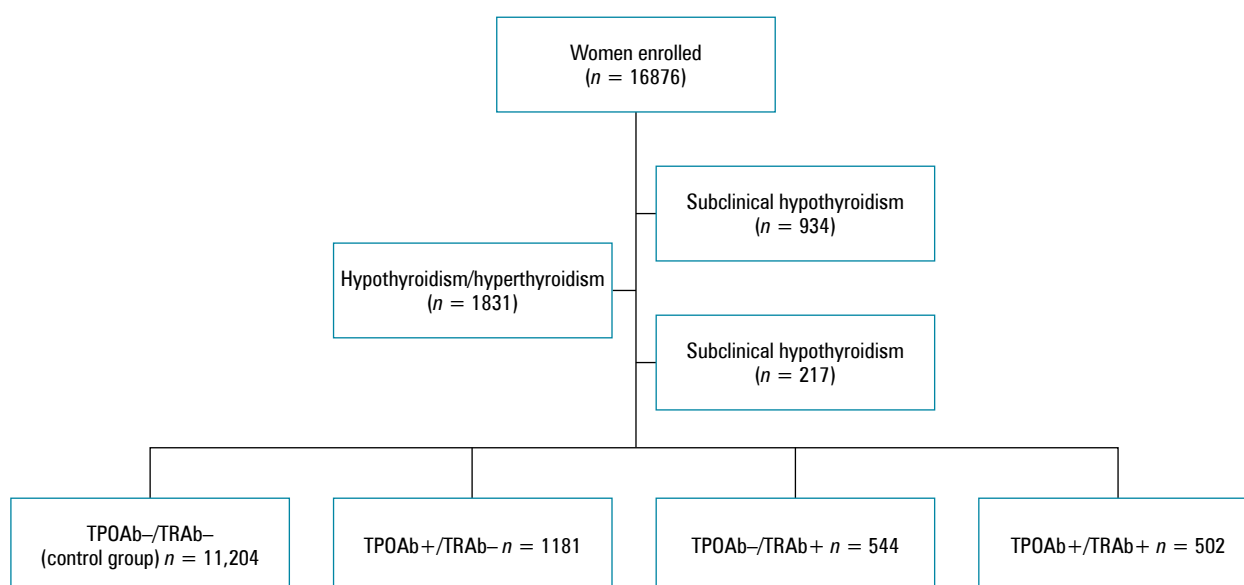 Women enrolled
(n = 16876)
Subclinical hypothyroidism
(n = 934)
Hypothyroidism/hyperthyroidism
(n = 1831)
Subclinical hypothyroidism
(n = 217)
TPOAb–/TRAb–
(control group) n = 11,204
TPOAb+/TRAb– n = 1181
TPOAb–/TRAb+ n = 544
TPOAb+/TRAb+ n = 502